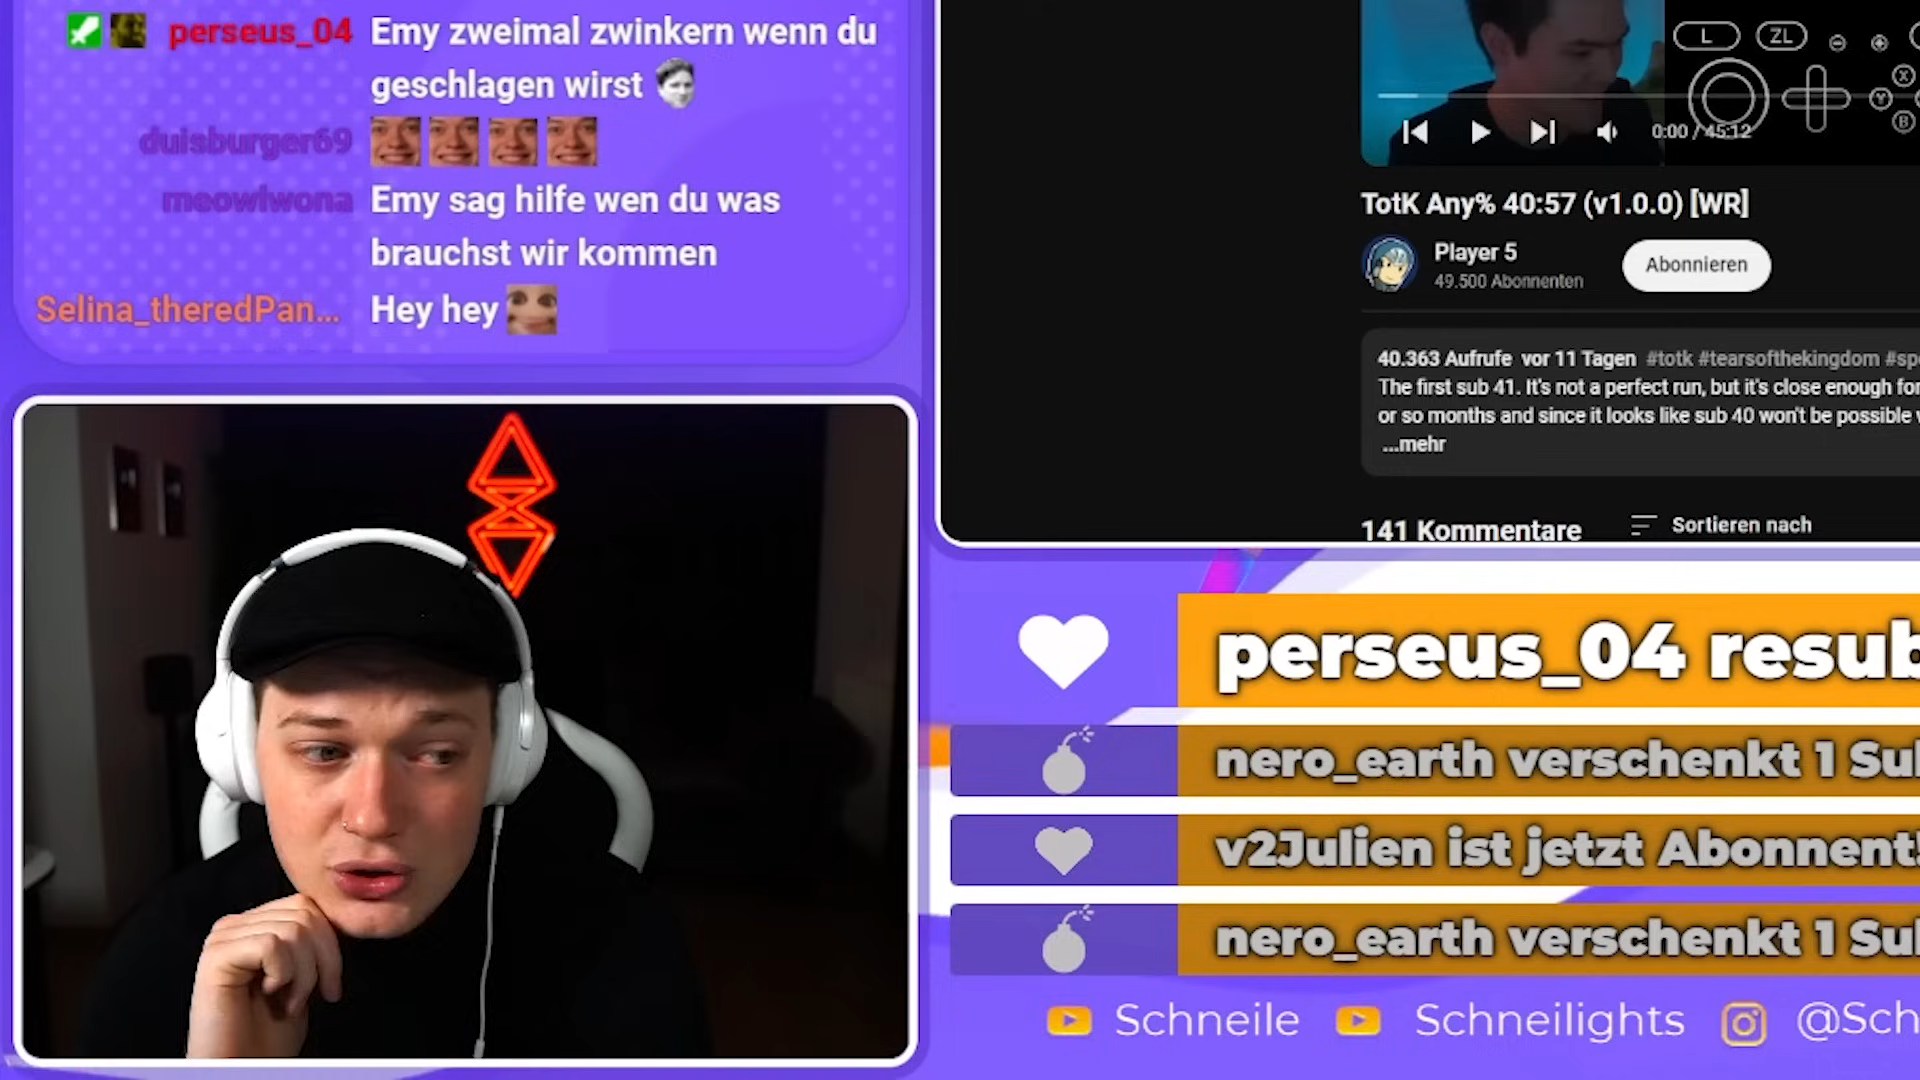 perseus_04 Emy zweimal zwinkern wenn du
geschlagen wirst
duisburger69
meowiwona Emy sag hilfe wen du was
brauchst wir kommen
Selina_theredPan... Hey hey
L ZL
X
Y
B
0:00 / 45:12
TotK Any% 40:57 (v1.0.0) [WR]
Player 5
49.500 Abonnenten
Abonnieren
40.363 Aufrufe vor 11 Tagen #totk #tearsofthekingdom #spe
The first sub 41. It's not a perfect run, but it's close enough for
or so months and since it looks like sub 40 won't be possible
...mehr
141 Kommentare
Sortieren nach
perseus_04 resub
nero_earth verschenkt 1 Sub
v2Julien ist jetzt Abonnent!
nero_earth verschenkt 1 Sub
Schneile Schneilights @Sch